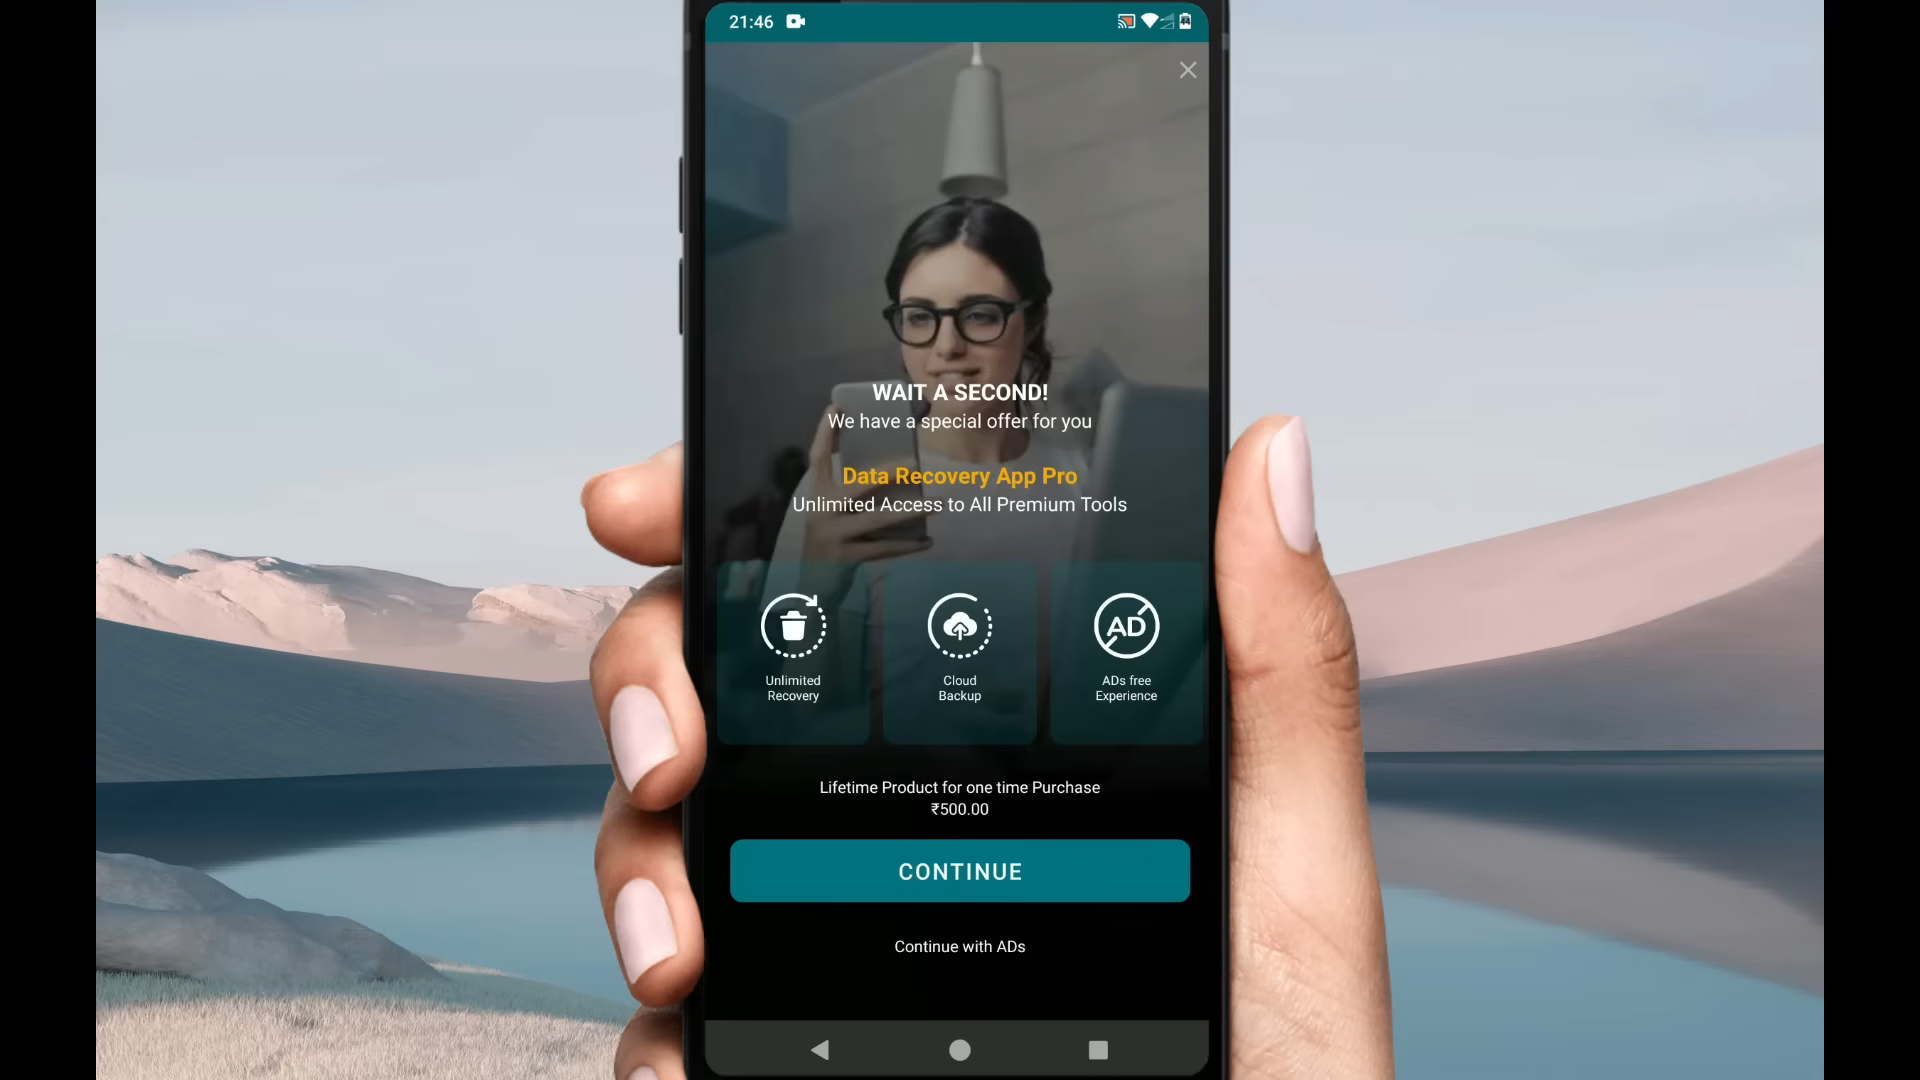 21:46
WAIT A SECOND!
We have a special offer for you
Data Recovery App Pro
Unlimited Access to All Premium Tools
AD
Unlimited
Recovery
Cloud
Backup
ADs free
Experience
Lifetime Product for one time Purchase
₹500.00
CONTINUE
Continue with ADs